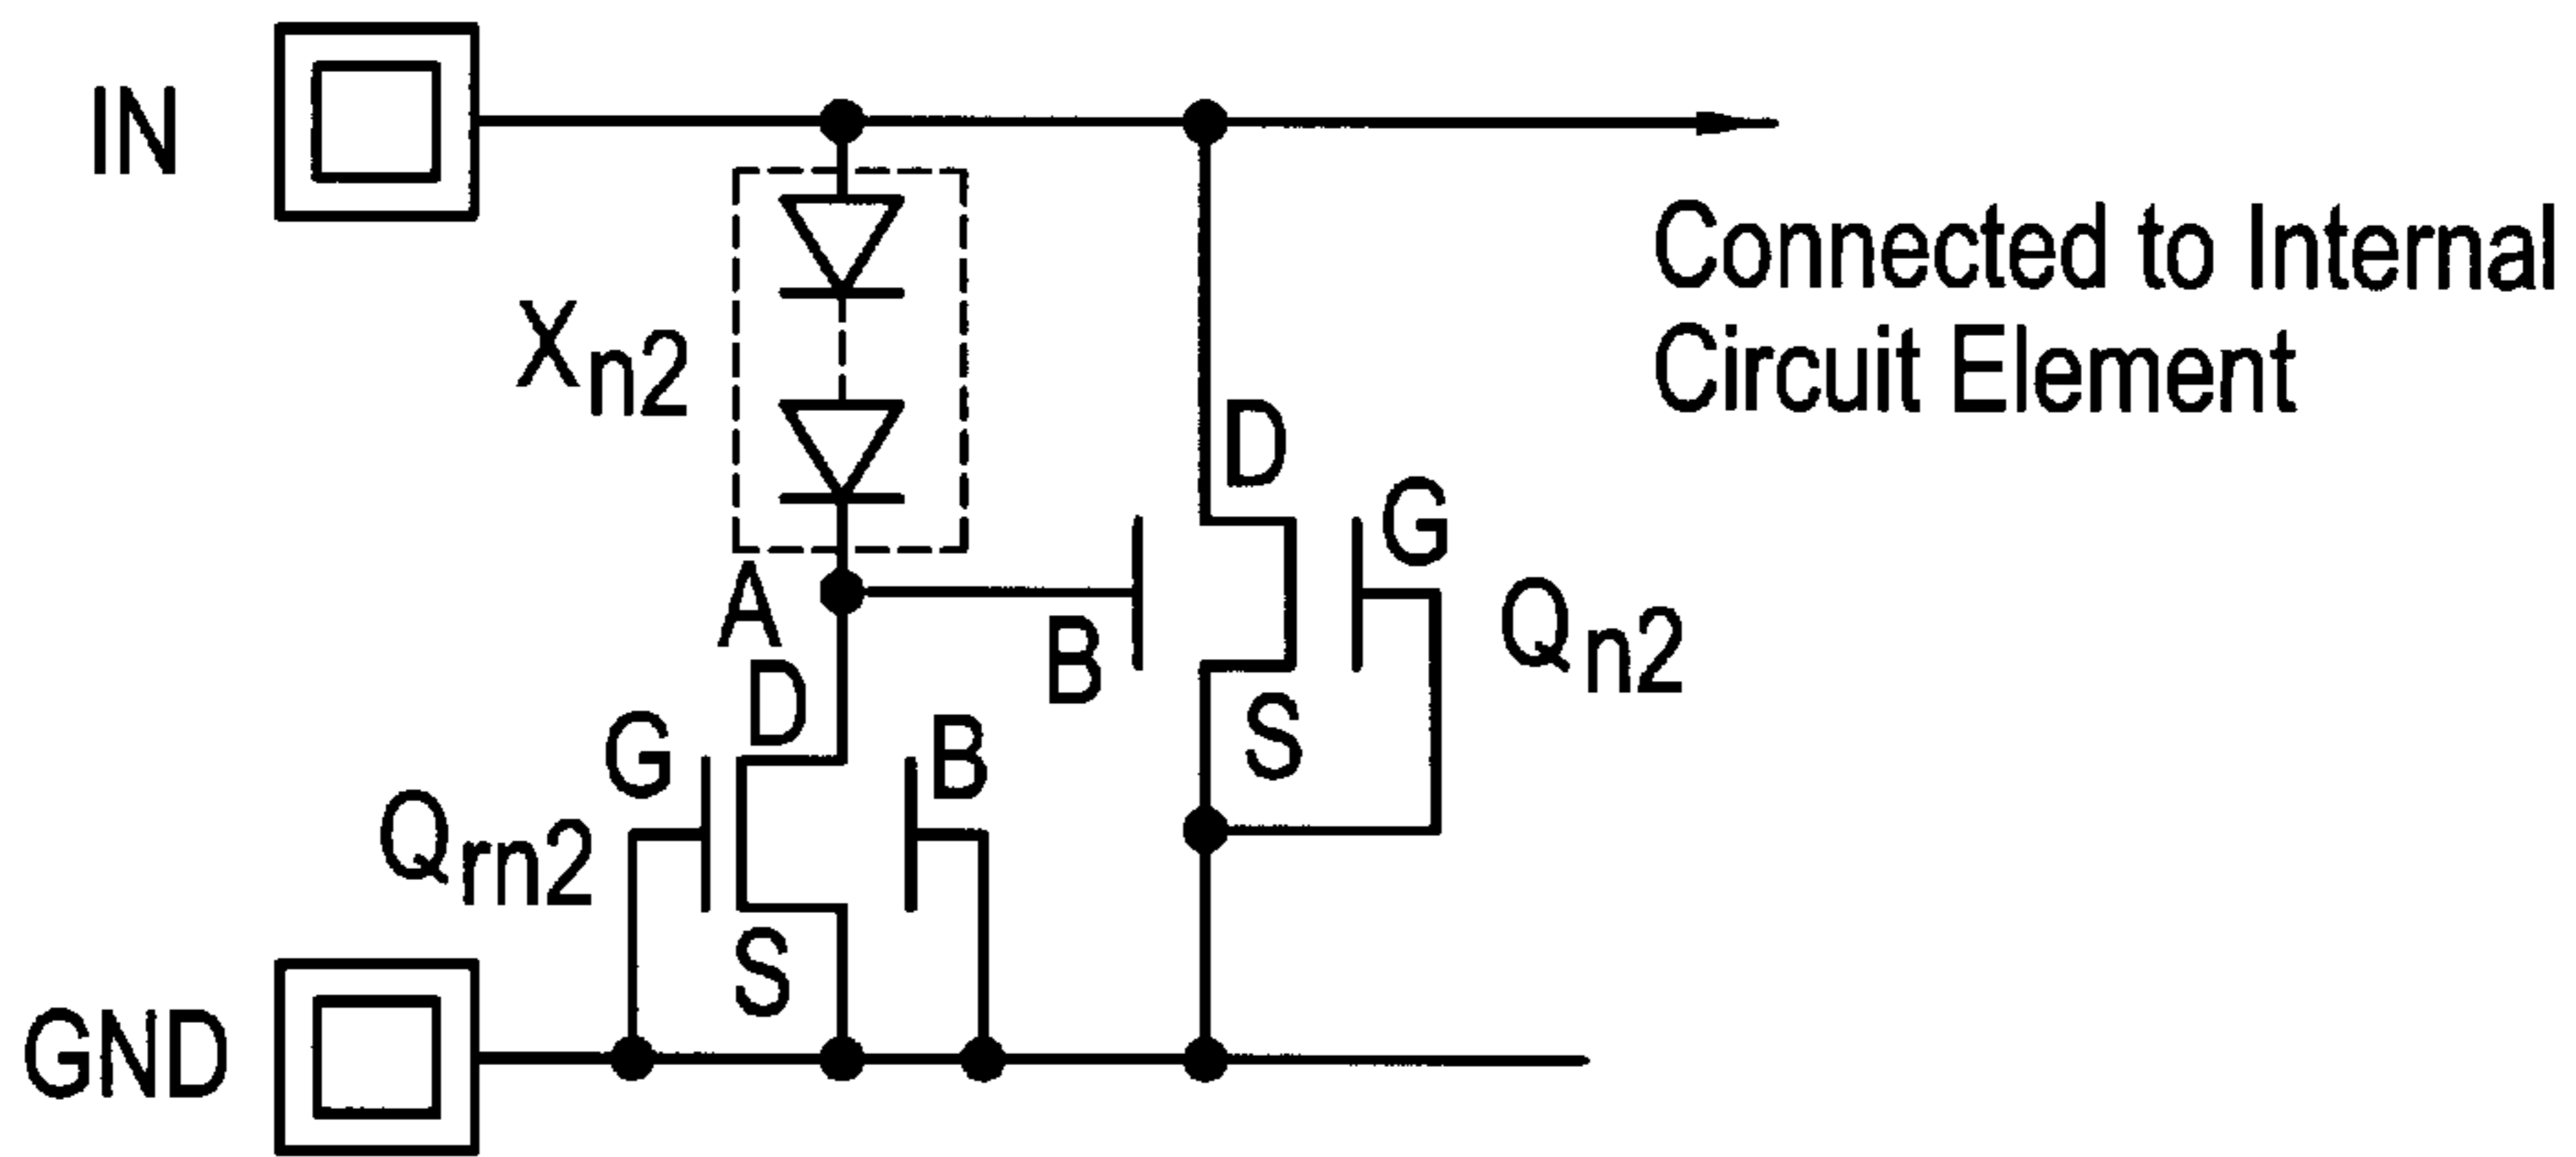 IN
Connected to Internal
Circuit Element
Xn2
D
G
A
B
Qn2
D
G
B
S
Qrn2
S
GND